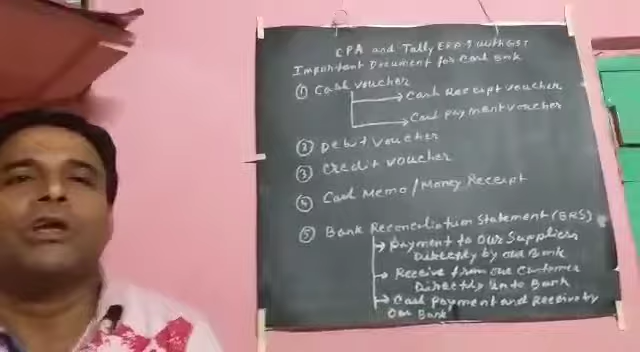 CPA and Tally ERP-9 with GST
Important Document for Cash Bank
① Cash Voucher
→ Cash Receipt Voucher
→ Cash Payment Voucher
② Debit Voucher
③ Credit Voucher
④ Cash Memo / Money Receipt
⑤ Bank Reconciliation Statement (BRS)
→ Payment to Our Suppliers
Directly by our Bank
→ Receive from our Customer
Directly into Bank
→ Cash Payment and Receive by
Our Bank